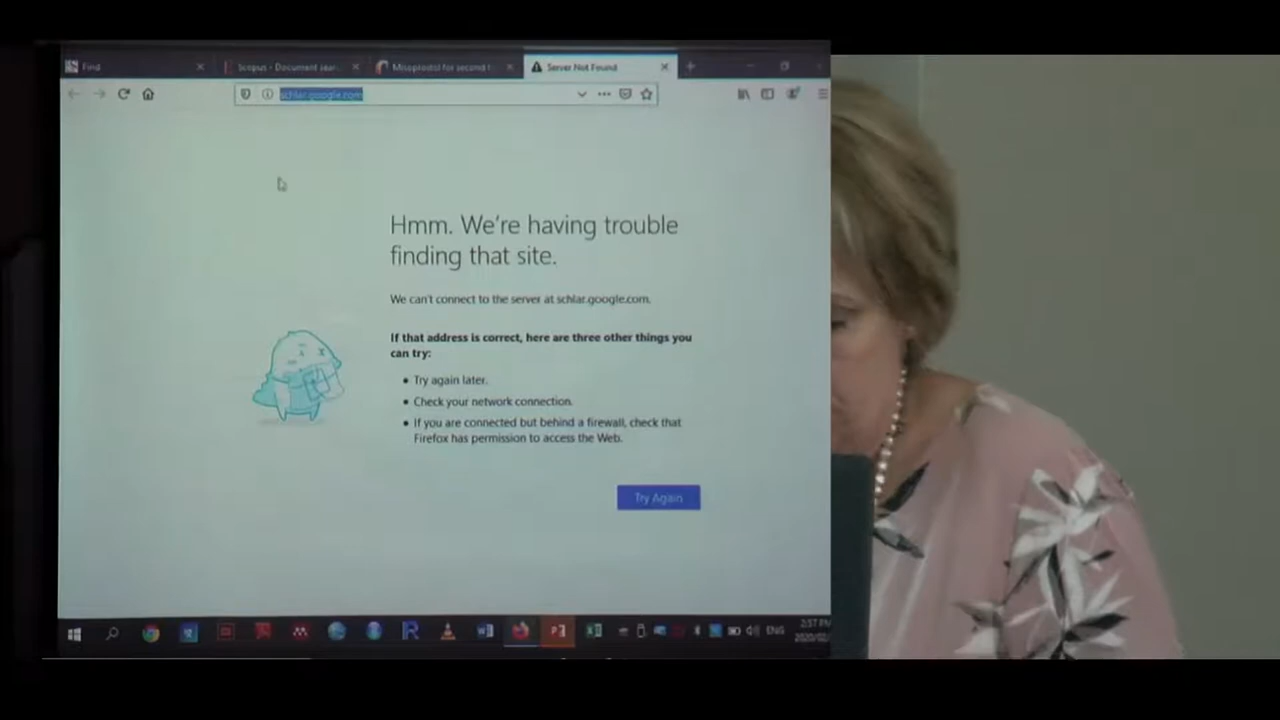 Find
Scopus - Document sear
Misoprostol for second t
Server Not Found
schlar.google.com
Hmm. We're having trouble
finding that site.
We can't connect to the server at schlar.google.com.
If that address is correct, here are three other things you
can try:
Try again later.
Check your network connection.
If you are connected but behind a firewall, check that
Firefox has permission to access the Web.
Try Again
ENG
2:57 PM